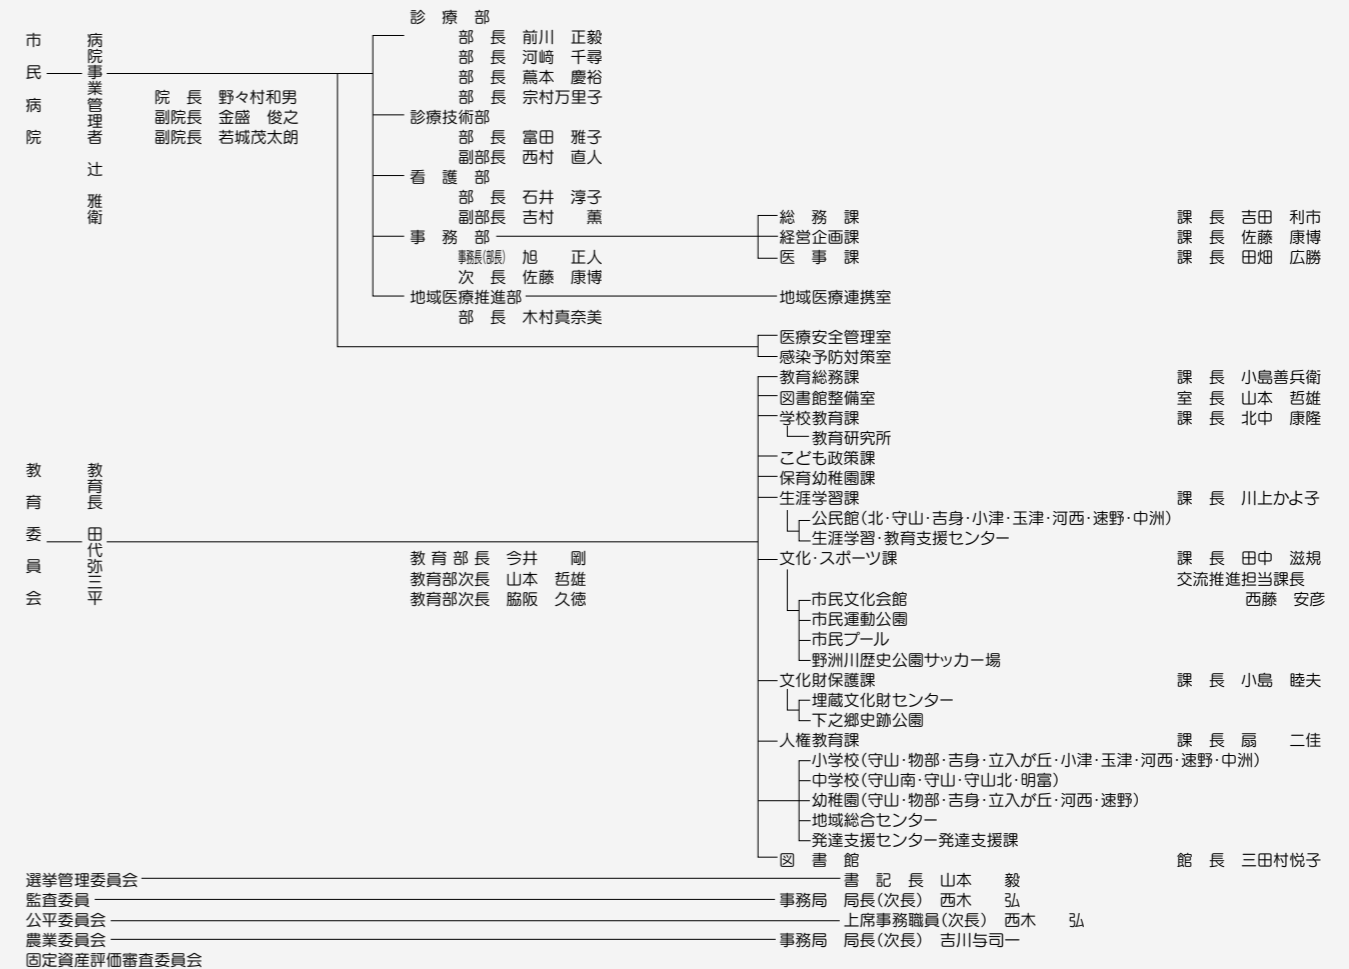 市民病院
病院事業管理者　辻　雅衛
院　長　野々村和男
副院長　金盛　俊之
副院長　若城茂太朗
診　療　部
部　長　前川　正毅
部　長　河﨑　千尋
部　長　蔦本　慶裕
部　長　宗村万里子
診療技術部
部　長　富田　雅子
副部長　西村　直人
看　護　部
部　長　石井　淳子
副部長　吉村　　薫
事　務　部
事務長(部長)　旭　　正人
次　長　佐藤　康博
地域医療推進部
部　長　木村真奈美
総　務　課　課　長　吉田　利市
経営企画課　課　長　佐藤　康博
医　事　課　課　長　田畑　広勝
地域医療連携室
医療安全管理室
感染予防対策室
教育委員会
教育長　田代弥三平
教 育 部 長　今井　　剛
教育部次長　山本　哲雄
教育部次長　脇阪　久徳
教育総務課　課　長　小島善兵衛
図書館整備室　室　長　山本　哲雄
学校教育課　課　長　北中　康隆
教育研究所
こども政策課
保育幼稚園課
生涯学習課　課　長　川上かよ子
公民館(北･守山･吉身･小津･玉津･河西･速野･中洲)
生涯学習･教育支援センター
文化･スポーツ課　課　長　田中　滋規
交流推進担当課長
西藤　安彦
市民文化会館
市民運動公園
市民プール
野洲川歴史公園サッカー場
文化財保護課　課　長　小島　睦夫
埋蔵文化財センター
下之郷史跡公園
人権教育課　課　長　扇　　二佳
小学校(守山･物部･吉身･立入が丘･小津･玉津･河西･速野･中洲)
中学校(守山南･守山･守山北･明富)
幼稚園(守山･物部･吉身･立入が丘･河西･速野)
地域総合センター
発達支援センター発達支援課
図　書　館　館　長　三田村悦子
選挙管理委員会　書　記　長　山本　　毅
監査委員　事務局　局長(次長)　西木　　弘
公平委員会　上席事務職員(次長)　西木　　弘
農業委員会　事務局　局長(次長)　吉川与司一
固定資産評価審査委員会